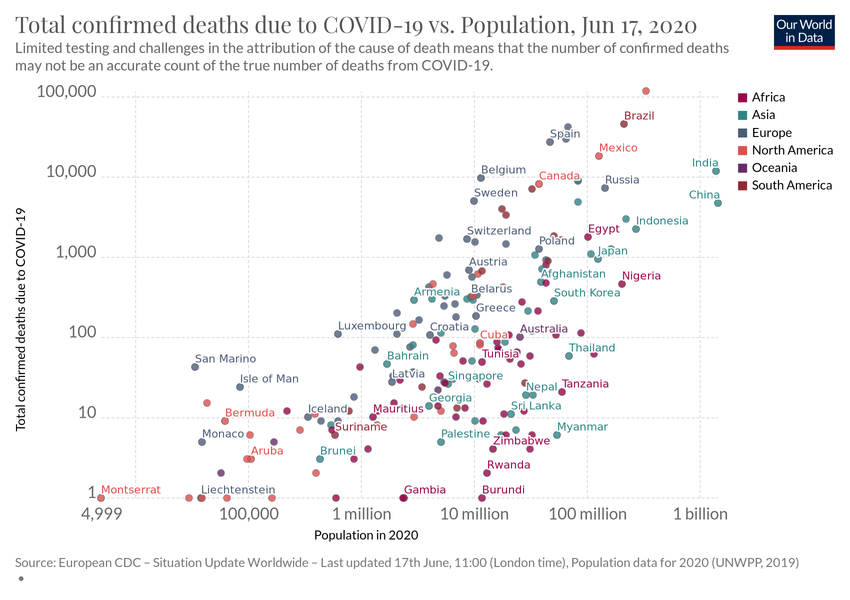 Total confirmed deaths due to COVID-19 vs. Population, Jun 17, 2020
Our World
in Data
Limited testing and challenges in the attribution of the cause of death means that the number of confirmed deaths
may not be an accurate count of the true number of deaths from COVID-19.
100,000
10,000
1,000
100
10
1
Total confirmed deaths due to COVID-19
Brazil
Spain
Mexico
India
Belgium
Canada
Russia
China
Sweden
Indonesia
Switzerland
Egypt
Poland
Japan
Austria
Afghanistan
Nigeria
Armenia
Belarus
South Korea
Greece
Luxembourg
Croatia
Australia
Cuba
Thailand
San Marino
Bahrain
Tunisia
Isle of Man
Latvia
Singapore
Nepal
Tanzania
Georgia
Bermuda
Iceland
Mauritius
Sri Lanka
Monaco
Suriname
Palestine
Zimbabwe
Myanmar
Aruba
Brunei
Rwanda
Montserrat
Liechtenstein
Gambia
Burundi
4,999
100,000
1 million
10 million
100 million
1 billion
Population in 2020
Africa
Asia
Europe
North America
Oceania
South America
Source: European CDC – Situation Update Worldwide – Last updated 17th June, 11:00 (London time), Population data for 2020 (UNWPP, 2019)